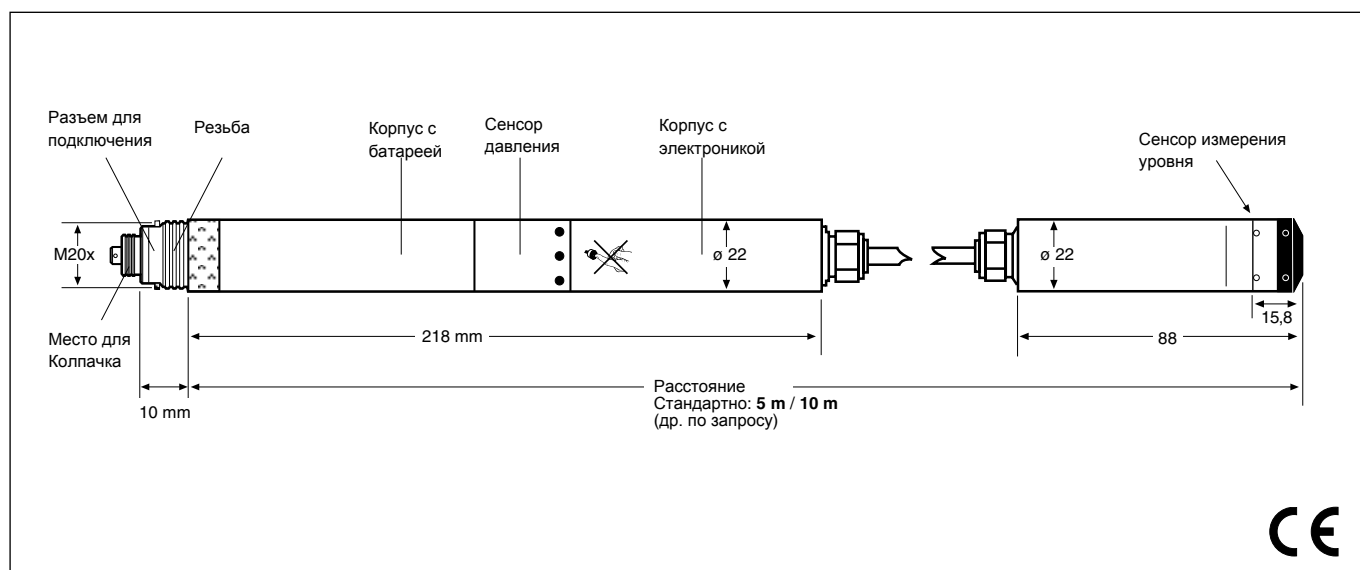 Разъем для
подключения
Резьба
Корпус с
батареей
Сенсор
давления
Корпус с
электроникой
Сенсор измерения
уровня
M20x
ø 22
ø 22
15,8
Место для
Колпачка
218 mm
88
10 mm
Расстояние
Стандартно: 5 m / 10 m
(др. по запросу)
CE